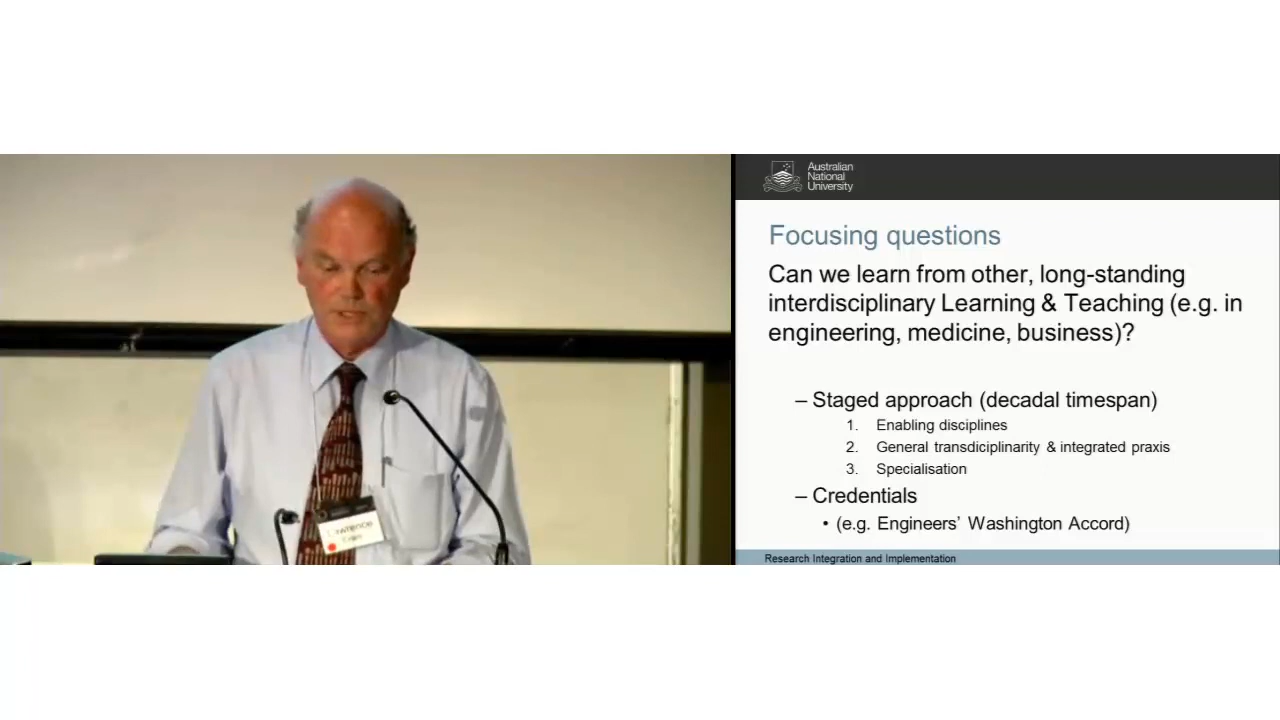 Australian
National
University
Focusing questions
Can we learn from other, long-standing
interdisciplinary Learning & Teaching (e.g. in
engineering, medicine, business)?
– Staged approach (decadal timespan)
1. Enabling disciplines
2. General transdiciplinarity & integrated praxis
3. Specialisation
– Credentials
• (e.g. Engineers’ Washington Accord)
Research Integration and Implementation